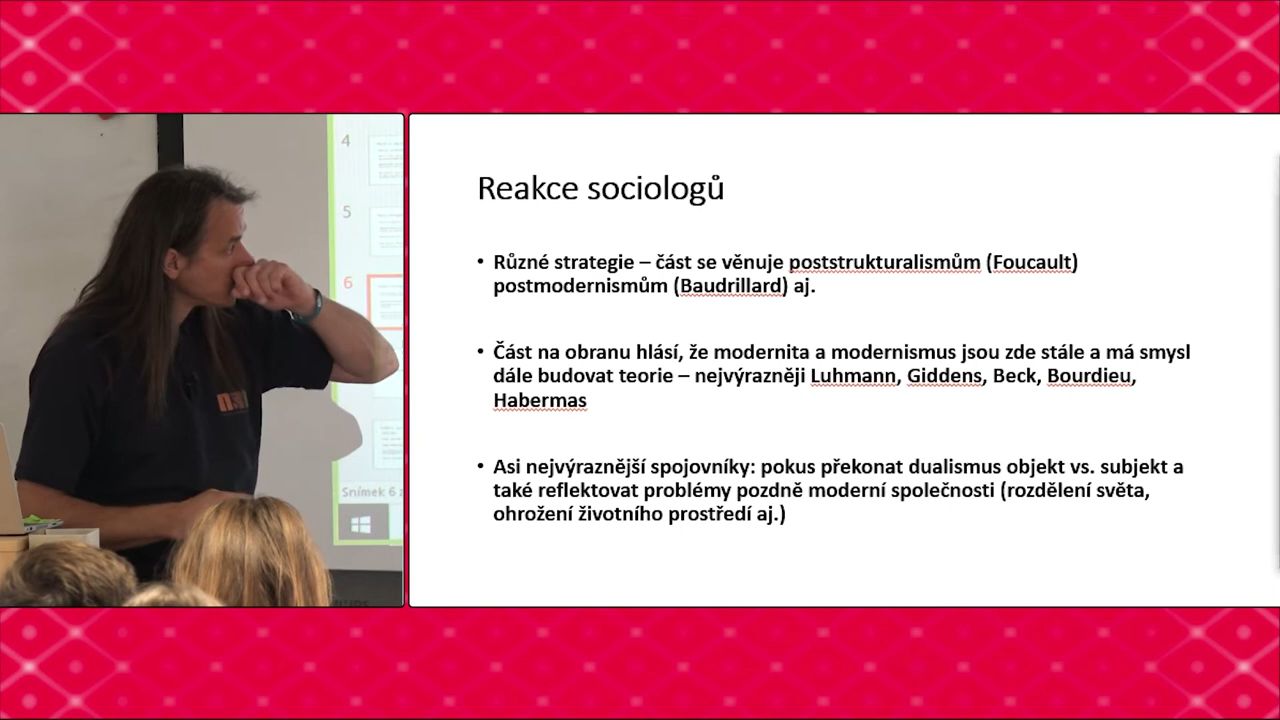 4
5
6
Snímek 6 z
Reakce sociologů
• Různé strategie – část se věnuje poststrukturalismům (Foucault)
postmodernismům (Baudrillard) aj.
• Část na obranu hlásí, že modernita a modernismus jsou zde stále a má smysl
dále budovat teorie – nejvýrazněji Luhmann, Giddens, Beck, Bourdieu,
Habermas
• Asi nejvýraznější spojovníky: pokus překonat dualismus objekt vs. subjekt a
také reflektovat problémy pozdně moderní společnosti (rozdělení světa,
ohrožení životního prostředí aj.)